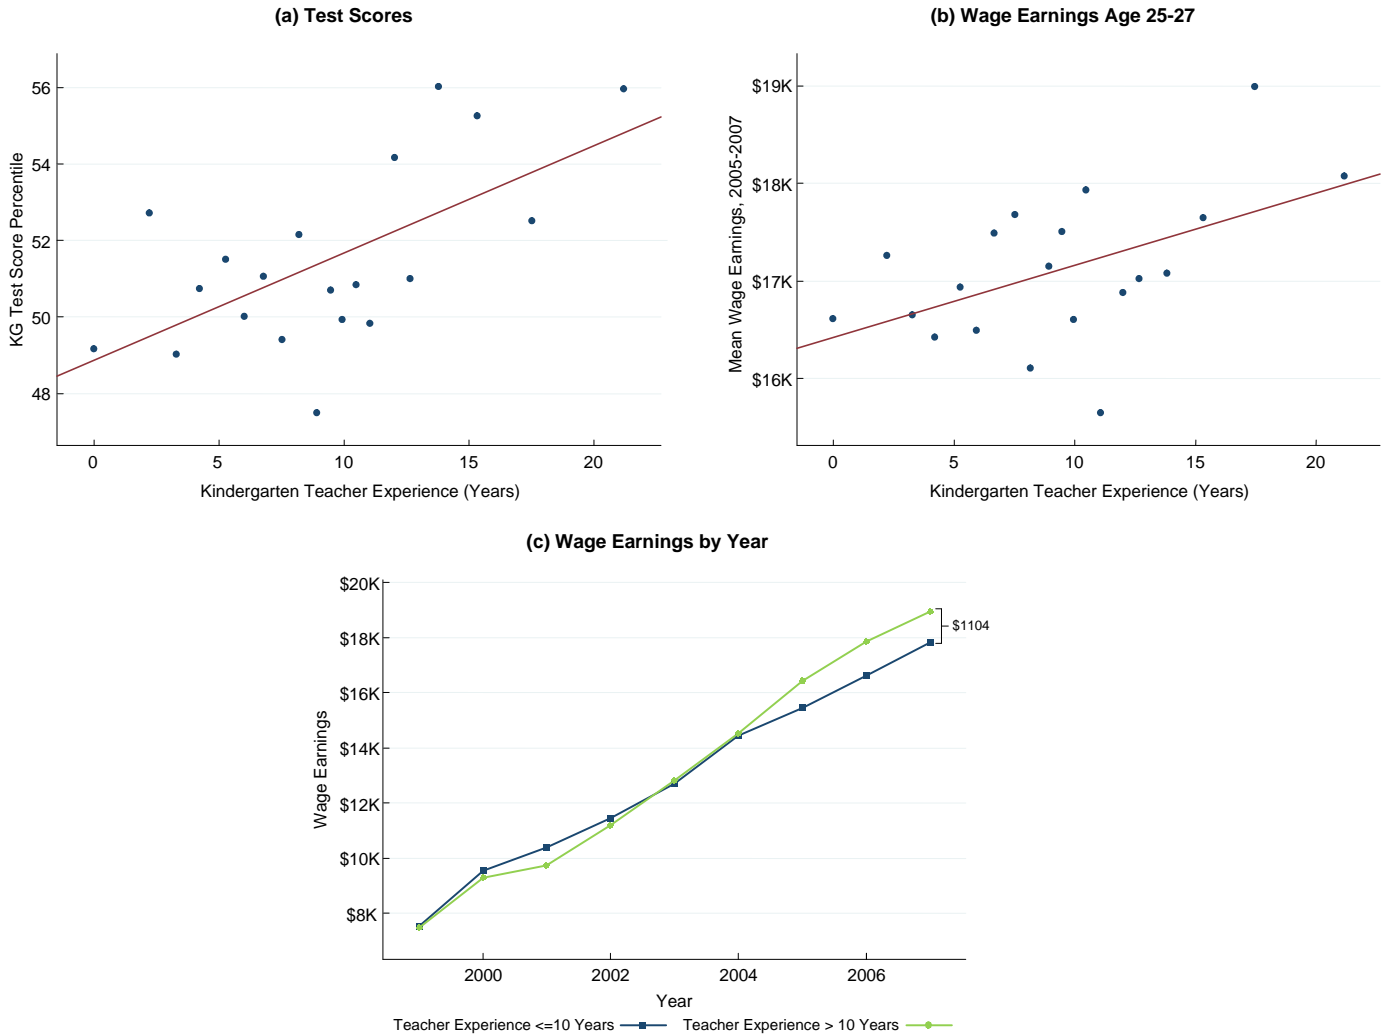 (a) Test Scores
KG Test Score Percentile
56
54
52
50
48
0 5 10 15 20
Kindergarten Teacher Experience (Years)
(b) Wage Earnings Age 25-27
Mean Wage Earnings, 2005-2007
$19K
$18K
$17K
$16K
0 5 10 15 20
Kindergarten Teacher Experience (Years)
(c) Wage Earnings by Year
Wage Earnings
$20K
$18K
$16K
$14K
$12K
$10K
$8K
$1104
2000 2002 2004 2006
Year
Teacher Experience <=10 Years Teacher Experience > 10 Years